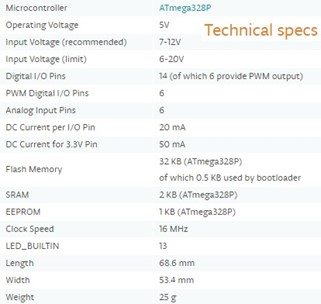 Microcontroller ATmega328P
Operating Voltage 5V
Technical specs
Input Voltage (recommended) 7-12V
Input Voltage (limit) 6-20V
Digital I/O Pins 14 (of which 6 provide PWM output)
PWM Digital I/O Pins 6
Analog Input Pins 6
DC Current per I/O Pin 20 mA
DC Current for 3.3V Pin 50 mA
Flash Memory 32 KB (ATmega328P)
of which 0.5 KB used by bootloader
SRAM 2 KB (ATmega328P)
EEPROM 1 KB (ATmega328P)
Clock Speed 16 MHz
LED_BUILTIN 13
Length 68.6 mm
Width 53.4 mm
Weight 25 g